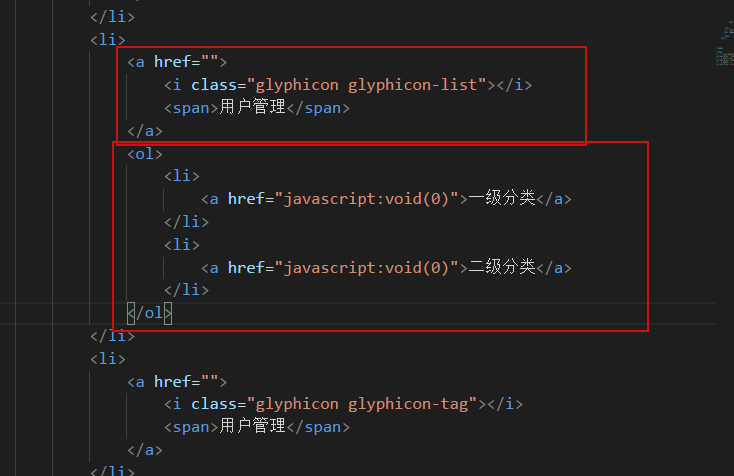 </li>
<li>
<a href="">
<i class="glyphicon glyphicon-list"></i>
<span>用户管理</span>
</a>
<ol>
<li>
<a href="javascript:void(0)">一级分类</a>
</li>
<li>
<a href="javascript:void(0)">二级分类</a>
</li>
</ol>
</li>
<li>
<a href="">
<i class="glyphicon glyphicon-tag"></i>
<span>用户管理</span>
</a>
</li>